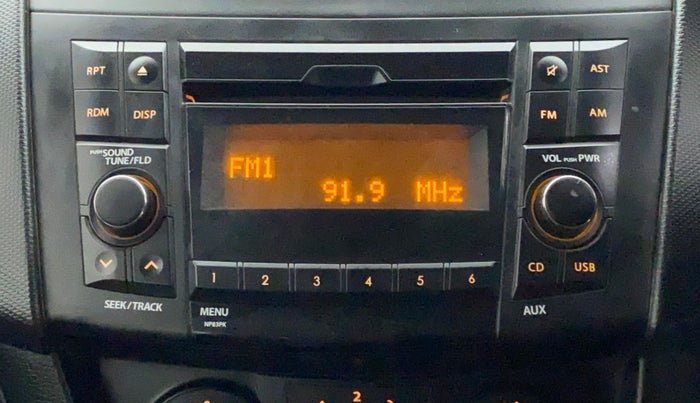 RPT
AST
RDM
DISP
FM
AM
PUSH SOUND
TUNE/FLD
VOL PUSH PWR
FM1
91.9 MHz
CD
USB
1 2 3 4 5 6
SEEK/TRACK
MENU
AUX
NP83PK
2